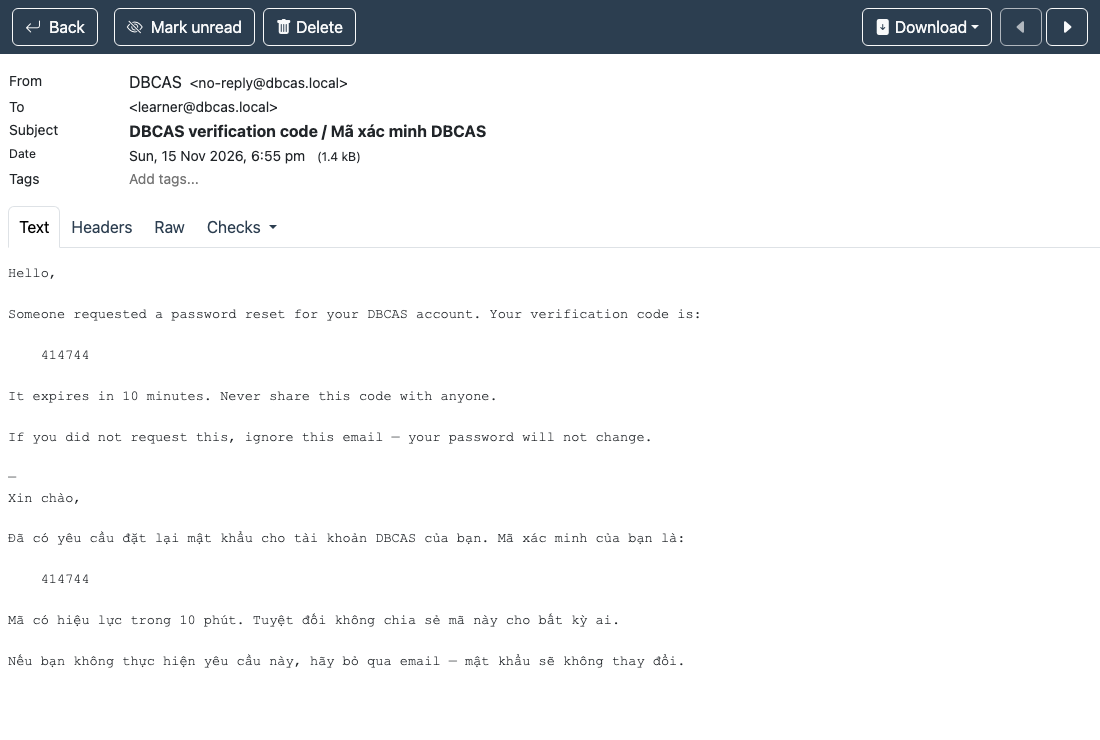 Back
Mark unread
Delete
Download
From
DBCAS <no-reply@dbcas.local>
To
<learner@dbcas.local>
Subject
DBCAS verification code / Mã xác minh DBCAS
Date
Sun, 15 Nov 2026, 6:55 pm (1.4 kB)
Tags
Add tags...
Text
Headers
Raw
Checks
Hello,
Someone requested a password reset for your DBCAS account. Your verification code is:
414744
It expires in 10 minutes. Never share this code with anyone.
If you did not request this, ignore this email — your password will not change.
—
Xin chào,
Đã có yêu cầu đặt lại mật khẩu cho tài khoản DBCAS của bạn. Mã xác minh của bạn là:
414744
Mã có hiệu lực trong 10 phút. Tuyệt đối không chia sẻ mã này cho bất kỳ ai.
Nếu bạn không thực hiện yêu cầu này, hãy bỏ qua email — mật khẩu sẽ không thay đổi.